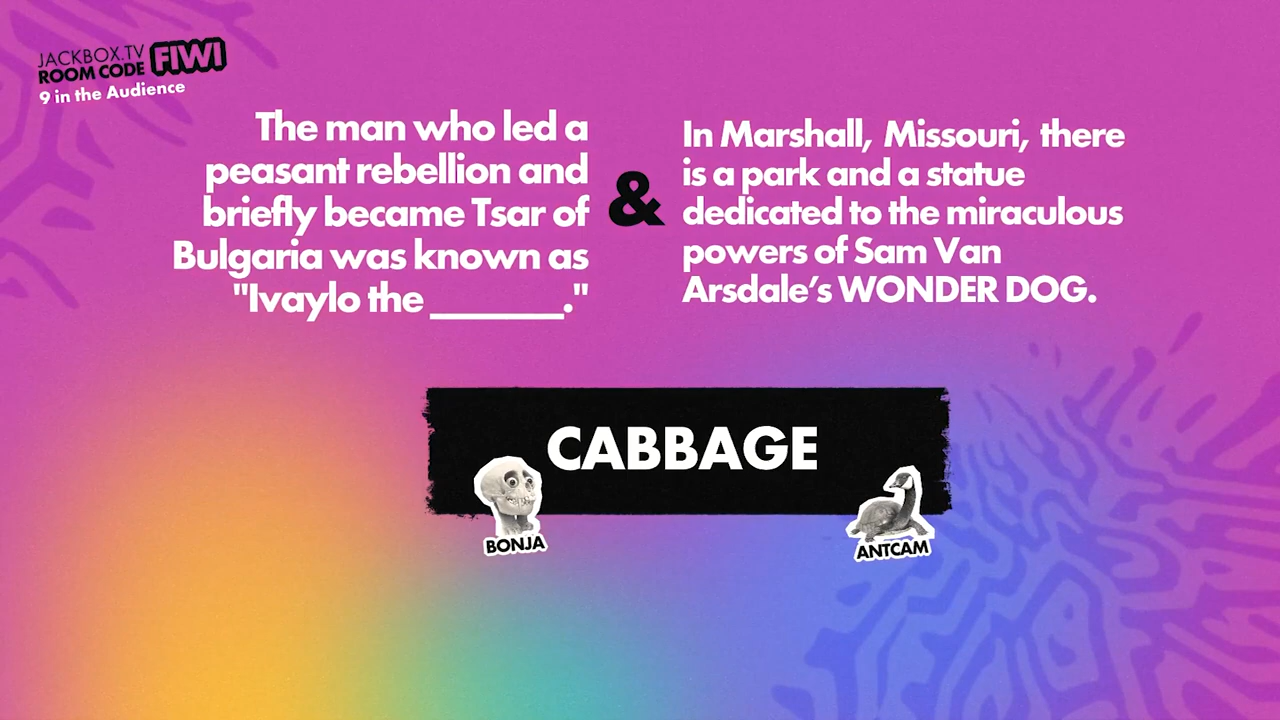 JACKBOX.TV
ROOM CODE FIWI
9 in the Audience
The man who led a
peasant rebellion and
briefly became Tsar of
Bulgaria was known as
"Ivaylo the _______."
&
In Marshall, Missouri, there
is a park and a statue
dedicated to the miraculous
powers of Sam Van
Arsdale’s WONDER DOG.
CABBAGE
BONJA
ANTCAM